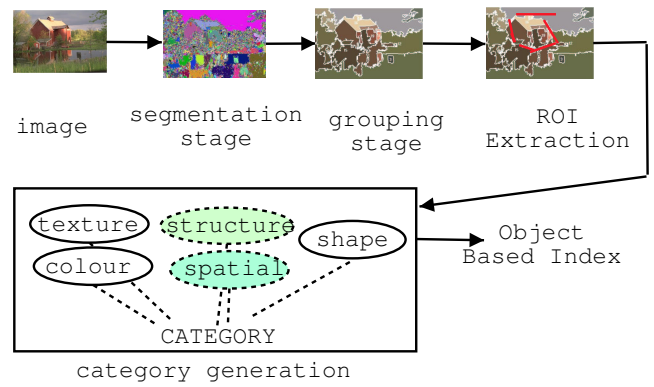 image
segmentation
stage
grouping
stage
ROI
Extraction
texture
structure
shape
colour
spatial
CATEGORY
Object
Based Index
category generation